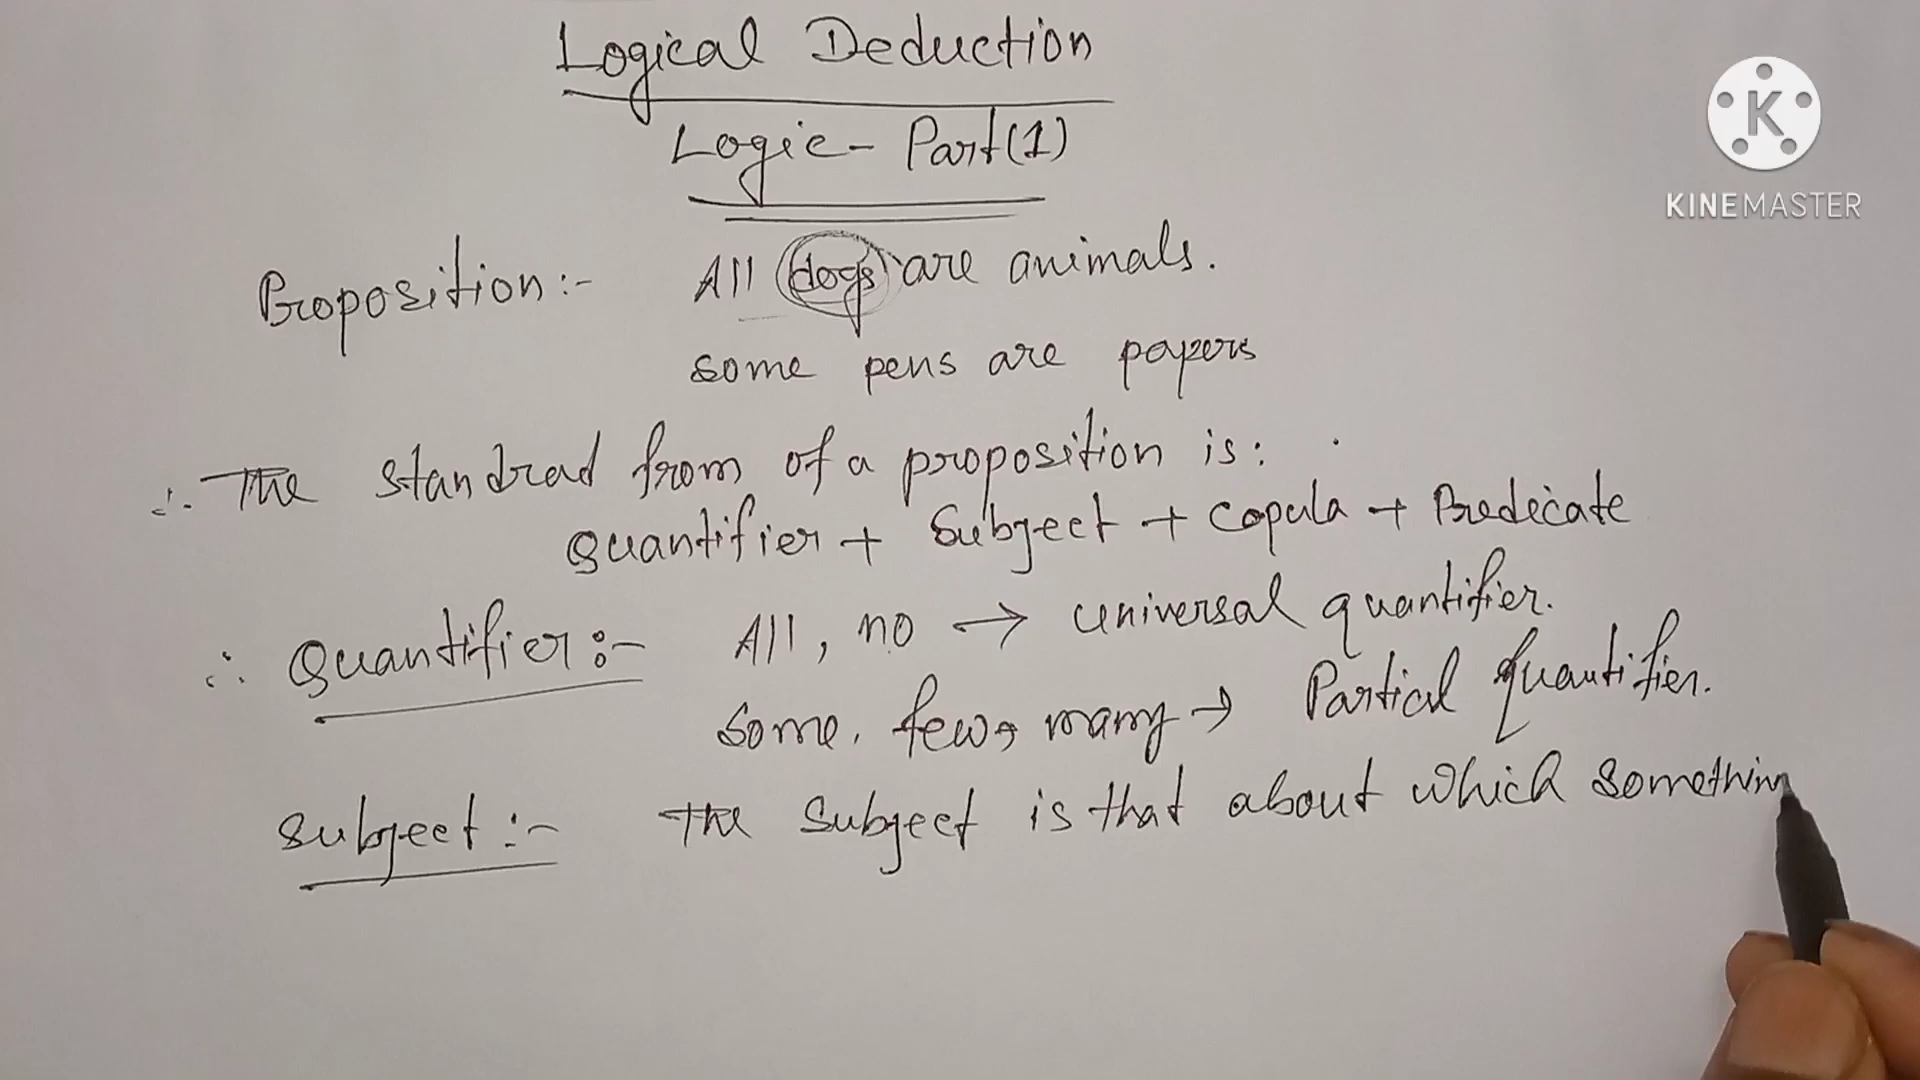 Logical Deduction
Logic - Part (1)
Proposition :- All dogs are animals.
some pens are papers
∴ The standrad from of a proposition is:
Quantifier + Subject + Copula + Predicate
∴ Quantifier :- All, no → universal quantifier.
Some, few, many → Partial quantifier.
Subject :- The subject is that about which somethin
K
KINEMASTER